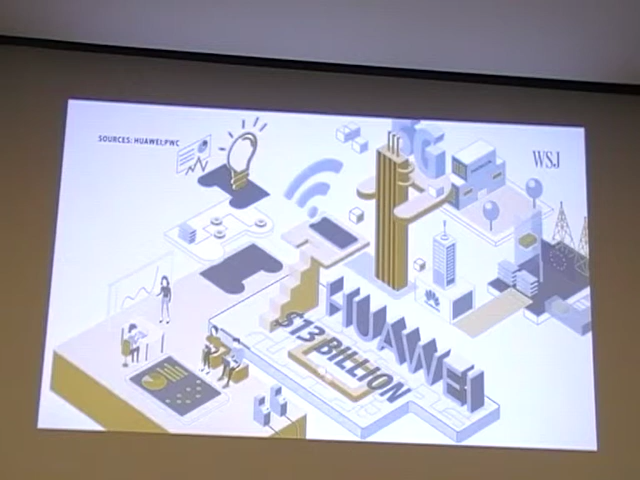 SOURCES: HUAWEI,PWC
5G
WSJ
HUAWEI
$13 BILLION